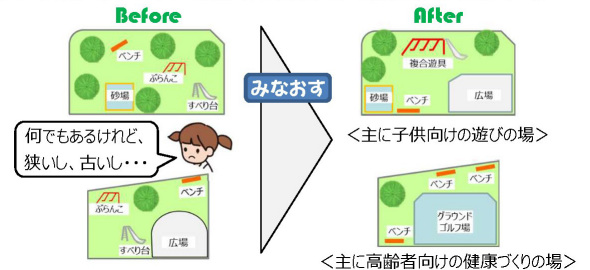 Before
After
ベンチ
ぶらんこ
砂場
すべり台
みなおす
複合遊具
広場
砂場
ベンチ
＜主に子供向けの遊びの場＞
何でもあるけれど、
狭いし、古いし・・・
ベンチ
ぶらんこ
すべり台
広場
ベンチ
ベンチ
グラウンド
ゴルフ場
ベンチ
＜主に高齢者向けの健康づくりの場＞